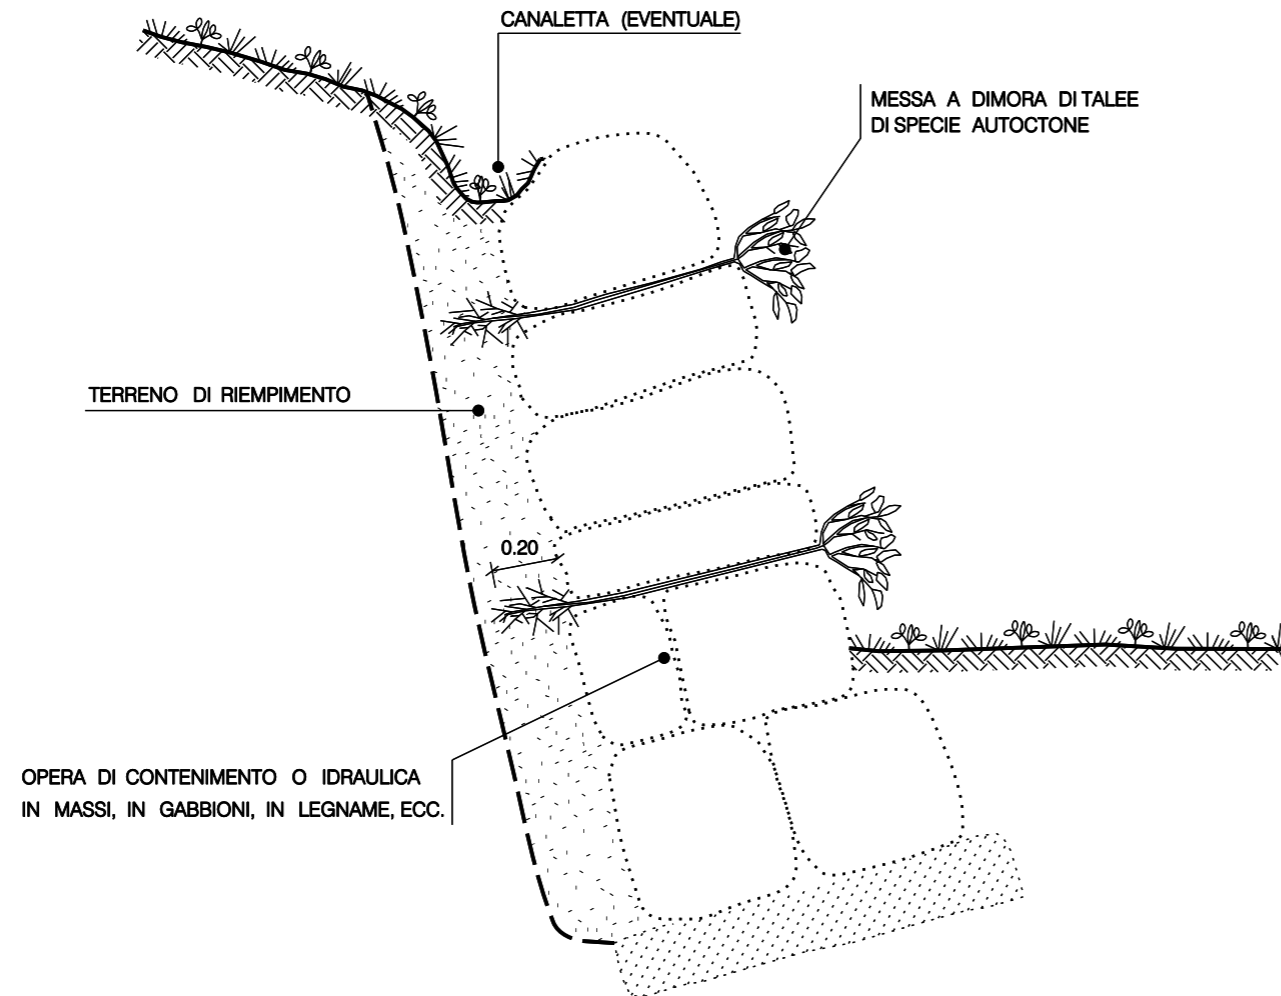 CANALETTA (EVENTUALE)
MESSA A DIMORA DI TALEE
DI SPECIE AUTOCTONE
TERRENO DI RIEMPIMENTO
0.20
OPERA DI CONTENIMENTO O IDRAULICA
IN MASSI, IN GABBIONI, IN LEGNAME, ECC.